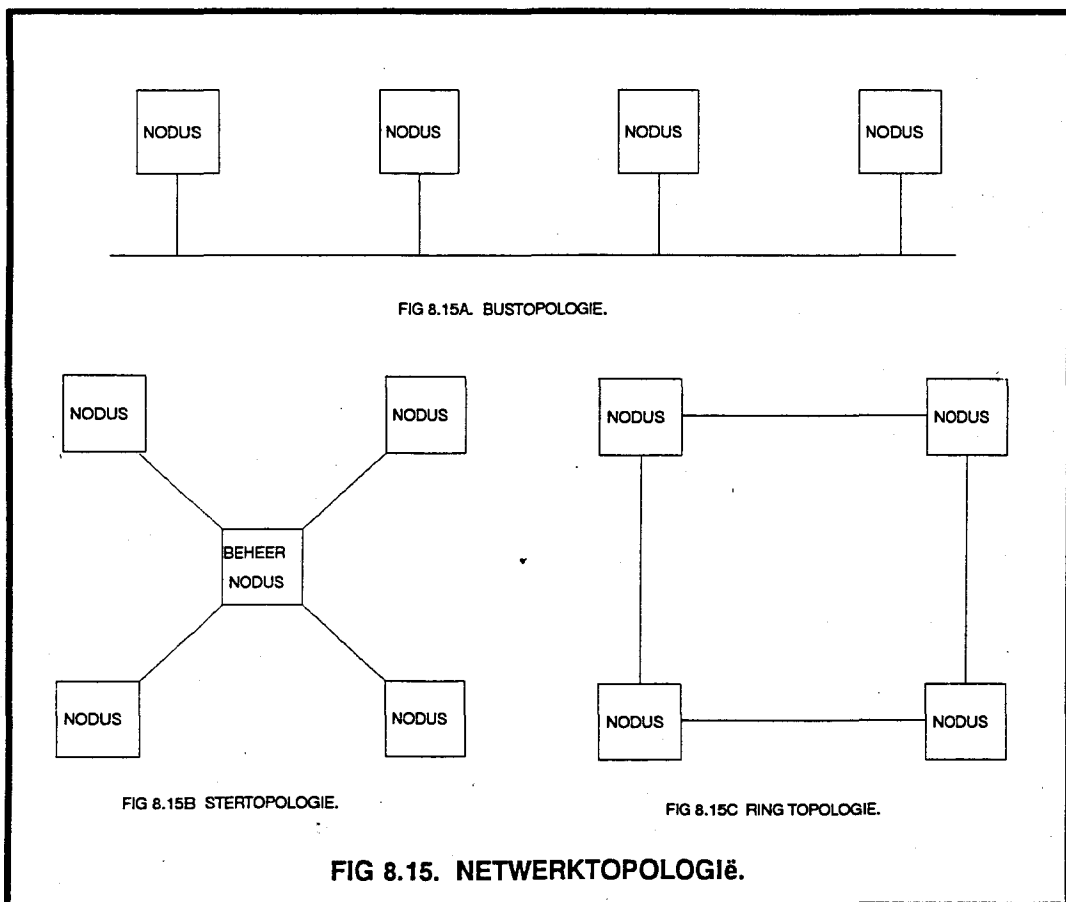 NODUS NODUS NODUS NODUS
FIG 8.15A. BUSTOPOLOGIE.
NODUS NODUS
BEHEER
NODUS
NODUS NODUS
FIG 8.15B STERTOPOLOGIE.
NODUS NODUS
NODUS NODUS
FIG 8.15C RING TOPOLOGIE.
FIG 8.15. NETWERKTOPOLOGIë.